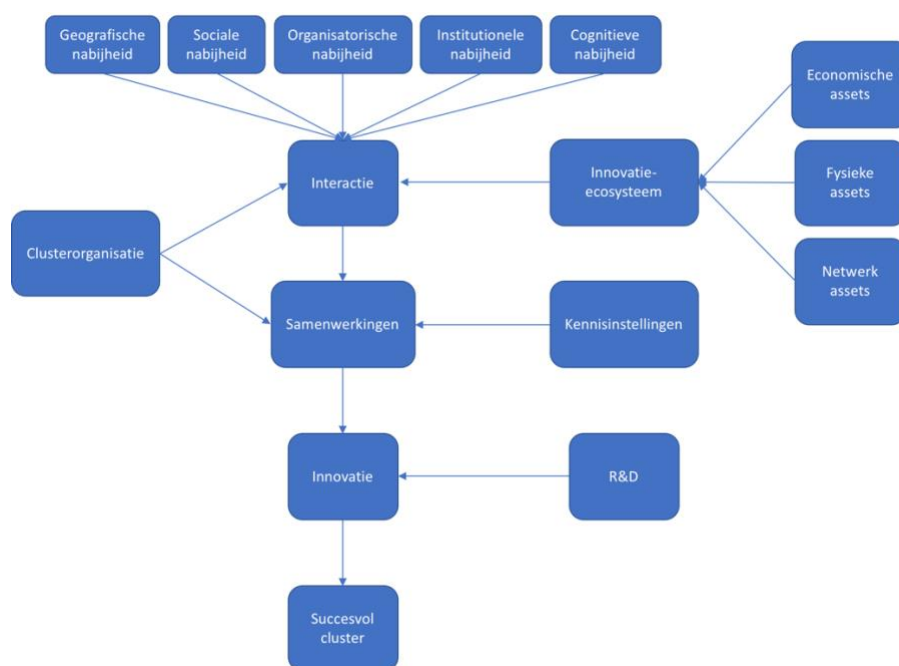 Geografische
nabijheid
Sociale
nabijheid
Organisatorische
nabijheid
Institutionele
nabijheid
Cognitieve
nabijheid
Economische
assets
Interactie
Innovatie-
ecosysteem
Fysieke
assets
Clusterorganisatie
Netwerk
assets
Samenwerkingen
Kennisinstellingen
Innovatie
R&D
Succesvol
cluster